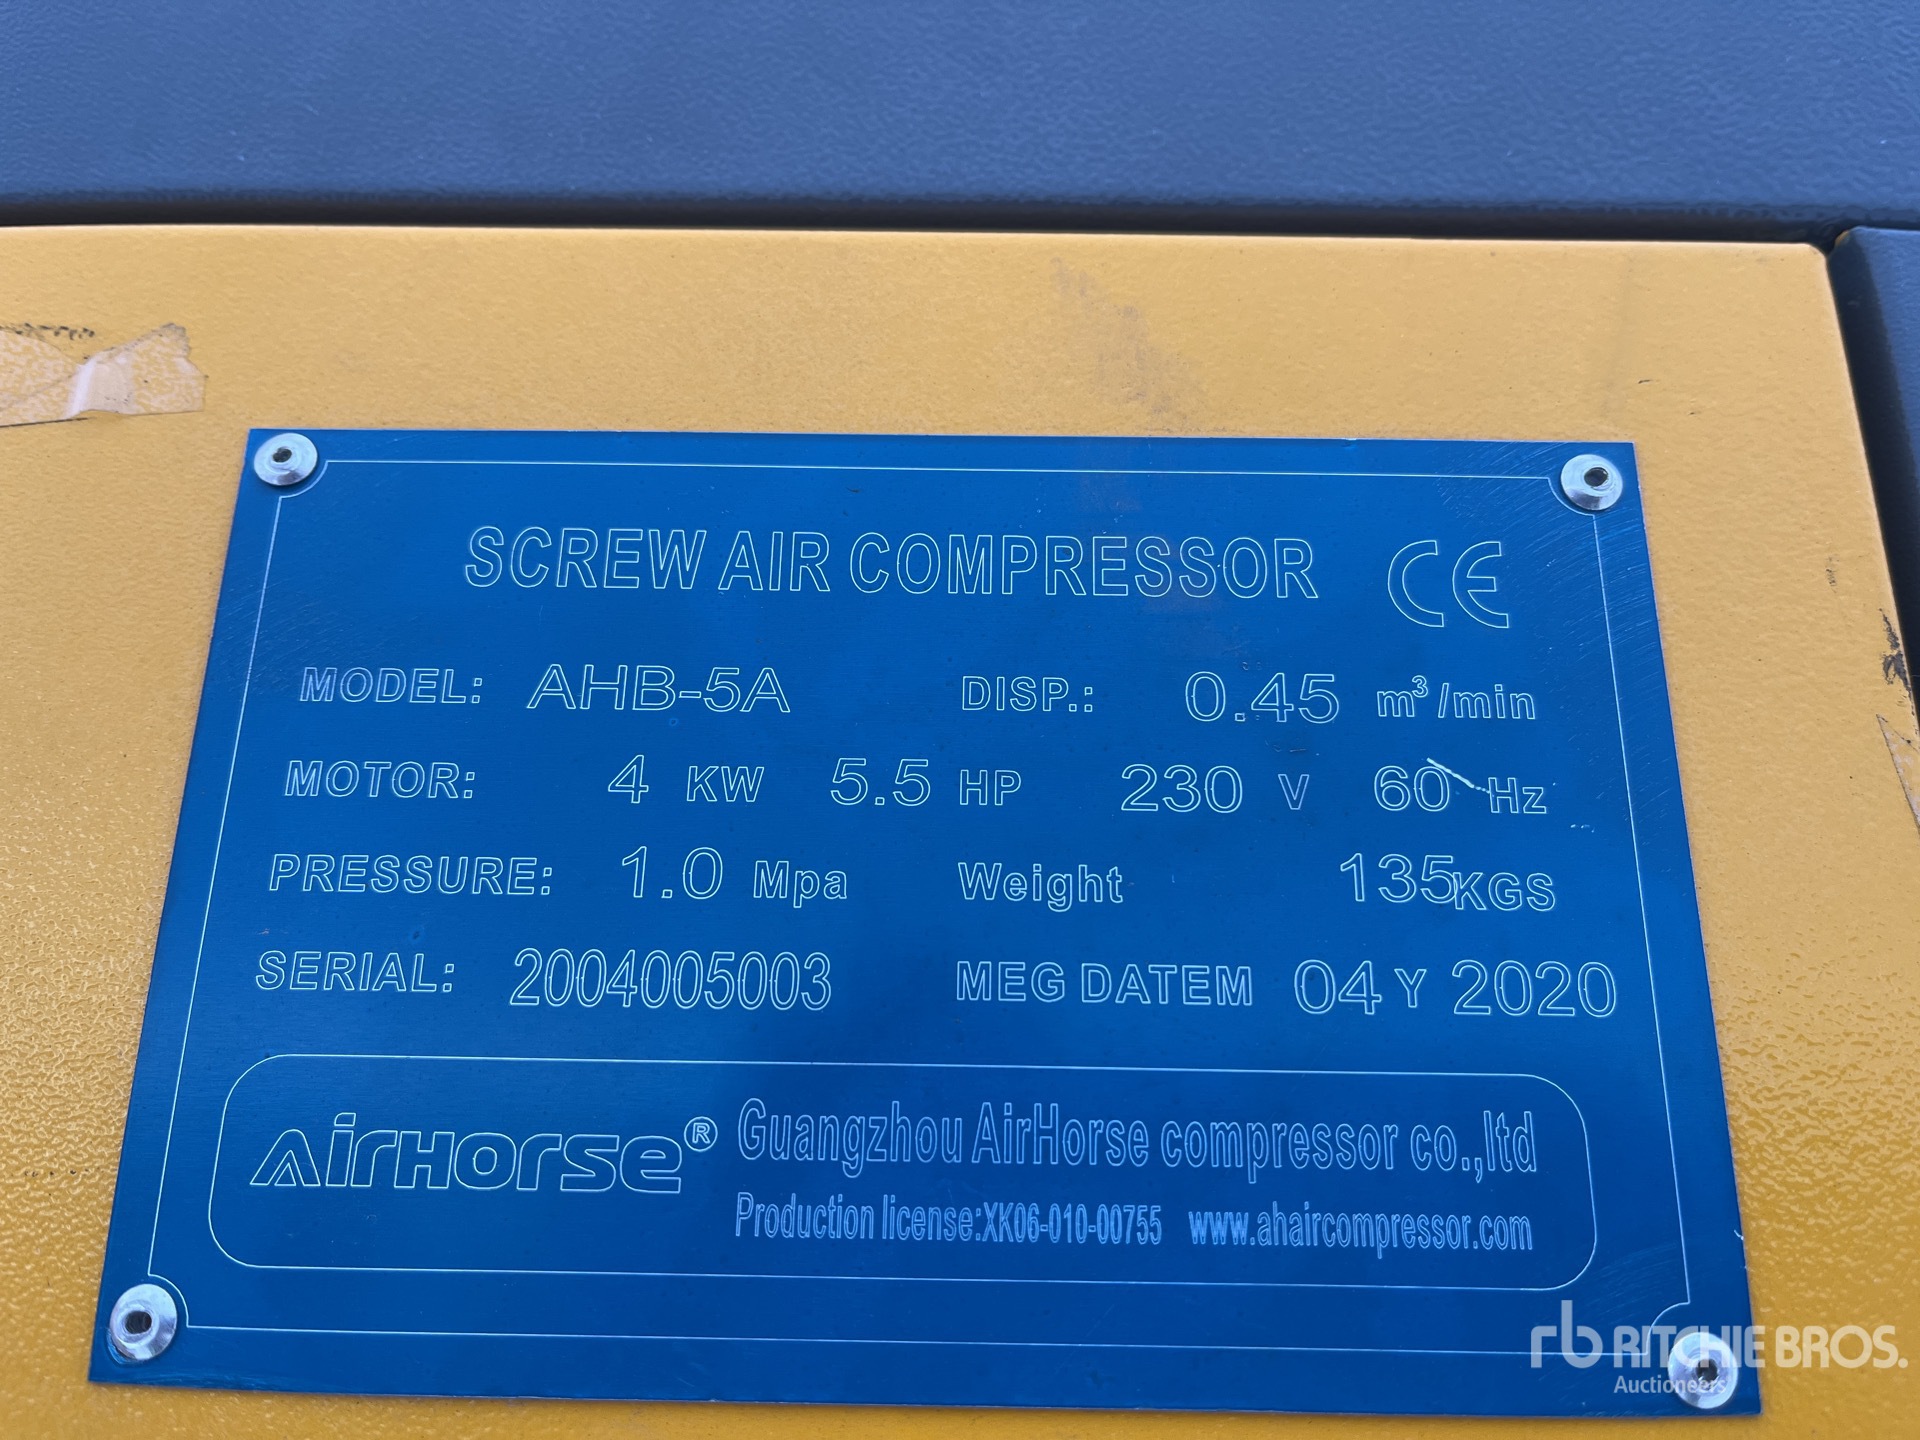 SCREW AIR COMPRESSOR CE
MODEL: AHB-5A DISP.: 0.45 m³/min
MOTOR: 4 KW 5.5 HP 230 V 60 Hz
PRESSURE: 1.0 Mpa Weight 135KGS
SERIAL: 2004005003 MEG DATEM 04 Y 2020
AirHorse® Guangzhou AirHorse compressor co.,ltd
Production license:XK06-010-00755 www.ahaircompressor.com
rb RITCHIE BROS.
Auctioneers